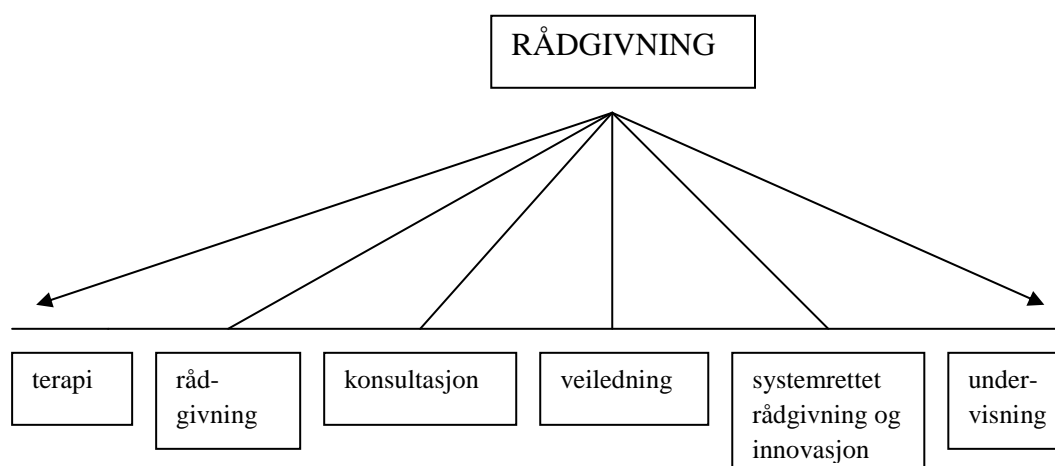 RÅDGIVNING
terapi
råd-
givning
konsultasjon
veiledning
systemrettet
rådgivning og
innovasjon
under-
visning